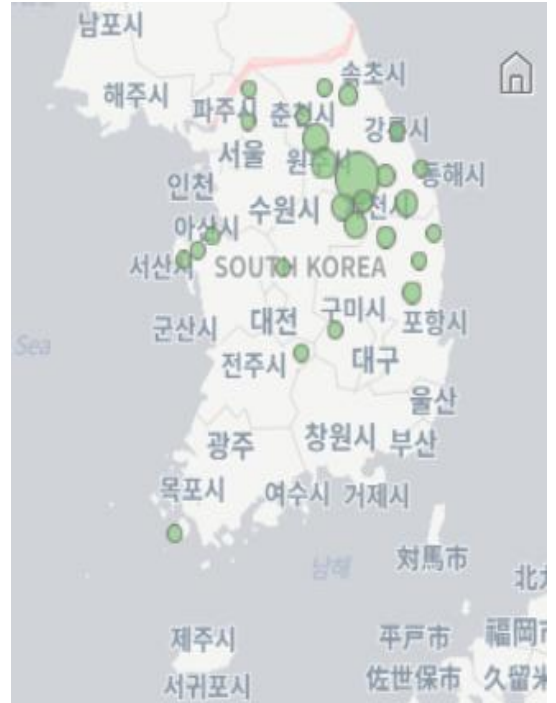 남포시
해주시
속초시
파주시
춘천시
강릉시
서울
원주시
동해시
인천
수원시
아산시
서산시
SOUTH KOREA
Sea
군산시
대전
구미시
포항시
전주시
대구
울산
광주
창원시
부산
목포시
여수시
거제시
남해
対馬市
北九
제주시
平戸市
福岡市
서귀포시
佐世保市
久留米